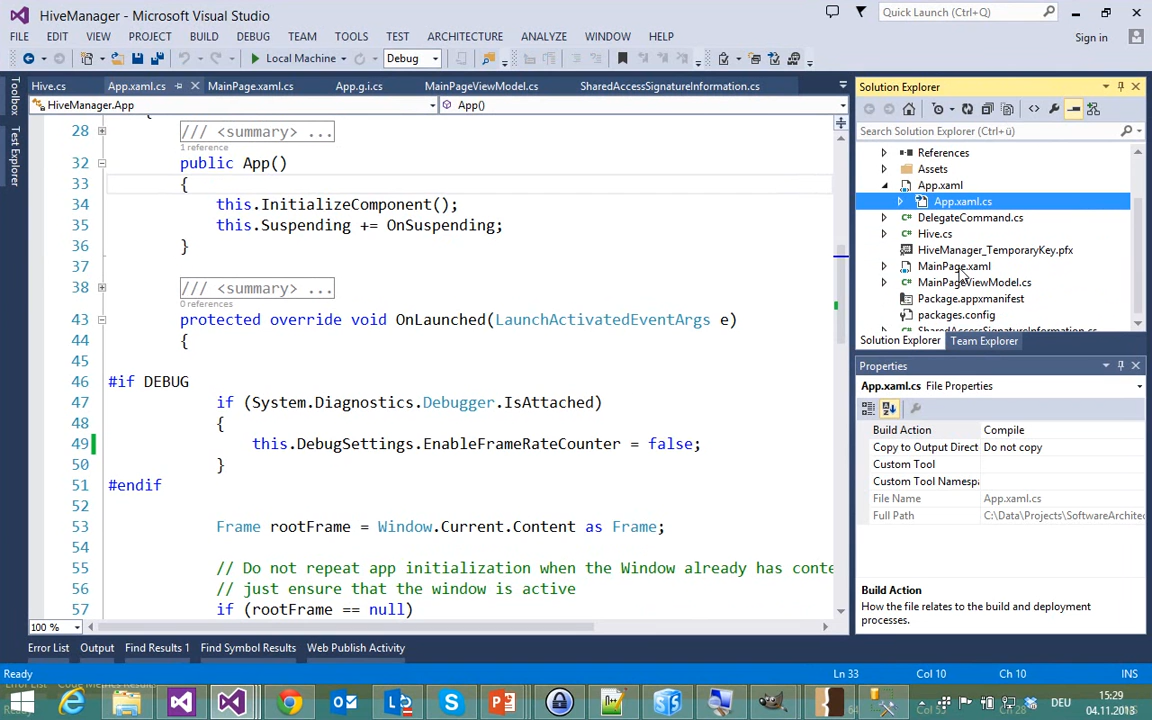 HiveManager - Microsoft Visual Studio
Quick Launch (Ctrl+Q)
FILE EDIT VIEW PROJECT BUILD DEBUG TEAM TOOLS TEST ARCHITECTURE ANALYZE WINDOW HELP
Sign in
Local Machine Debug
Toolbox
Test Explorer
Hive.cs App.xaml.cs MainPage.xaml.cs App.g.i.cs MainPageViewModel.cs SharedAccessSignatureInformation.cs
HiveManager.App App()
28 /// <summary> ...
1 reference
32 public App()
33 {
34 this.InitializeComponent();
35 this.Suspending += OnSuspending;
36 }
37
38 /// <summary> ...
0 references
43 protected override void OnLaunched(LaunchActivatedEventArgs e)
44 {
45
46 #if DEBUG
47 if (System.Diagnostics.Debugger.IsAttached)
48 {
49 this.DebugSettings.EnableFrameRateCounter = false;
50 }
51 #endif
52
53 Frame rootFrame = Window.Current.Content as Frame;
54
55 // Do not repeat app initialization when the Window already has conte
56 // just ensure that the window is active
57 if (rootFrame == null)
100 %
Solution Explorer
Search Solution Explorer (Ctrl+ü)
References
Assets
App.xaml
App.xaml.cs
DelegateCommand.cs
Hive.cs
HiveManager_TemporaryKey.pfx
MainPage.xaml
MainPageViewModel.cs
Package.appxmanifest
packages.config
SharedAccessSignatureInformation.cs
Solution Explorer Team Explorer
Properties
App.xaml.cs File Properties
Build Action Compile
Copy to Output Direct Do not copy
Custom Tool
Custom Tool Namespa
File Name App.xaml.cs
Full Path C:\Data\Projects\SoftwareArchitec
Build Action
How the file relates to the build and deployment
processes.
Error List Output Find Results 1 Find Symbol Results Web Publish Activity
Ready Ln 33 Col 10 Ch 10 INS
DEU
15:29
04.11.2013